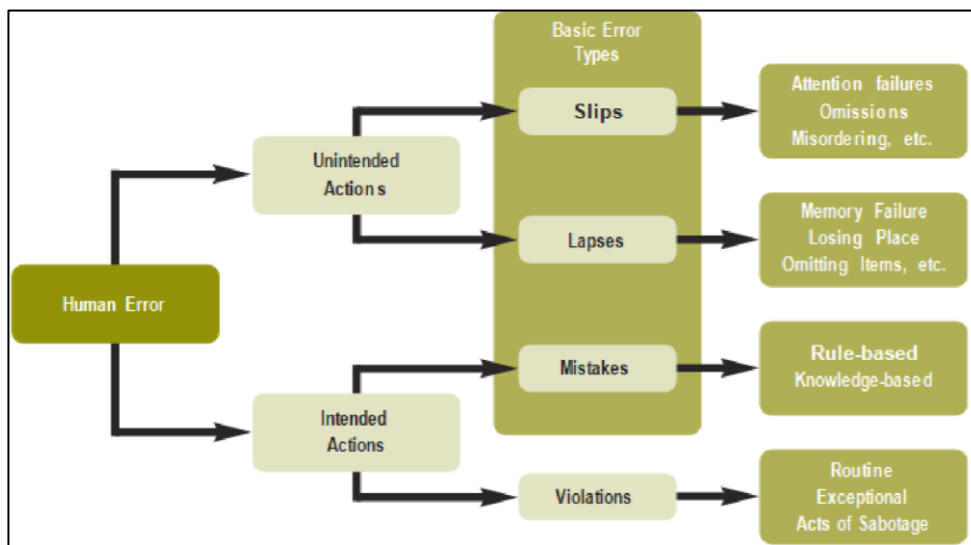 Basic Error
Types
Slips
Attention failures
Omissions
Misordering, etc.
Unintended
Actions
Lapses
Memory Failure
Losing Place
Omitting Items, etc.
Human Error
Mistakes
Rule-based
Knowledge-based
Intended
Actions
Violations
Routine
Exceptional
Acts of Sabotage